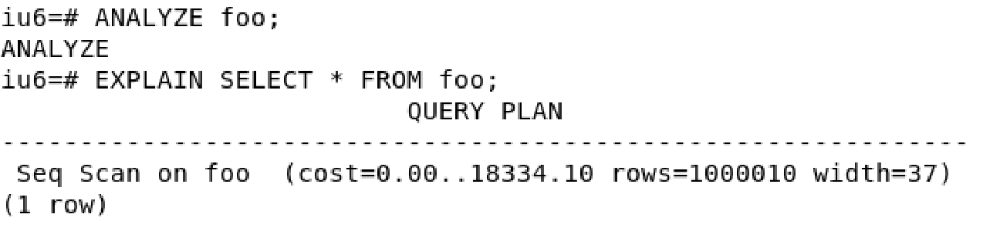 iu6=# ANALYZE foo;
ANALYZE
iu6=# EXPLAIN SELECT * FROM foo;
QUERY PLAN
--------------------------------------------------------------
Seq Scan on foo  (cost=0.00..18334.10 rows=1000010 width=37)
(1 row)